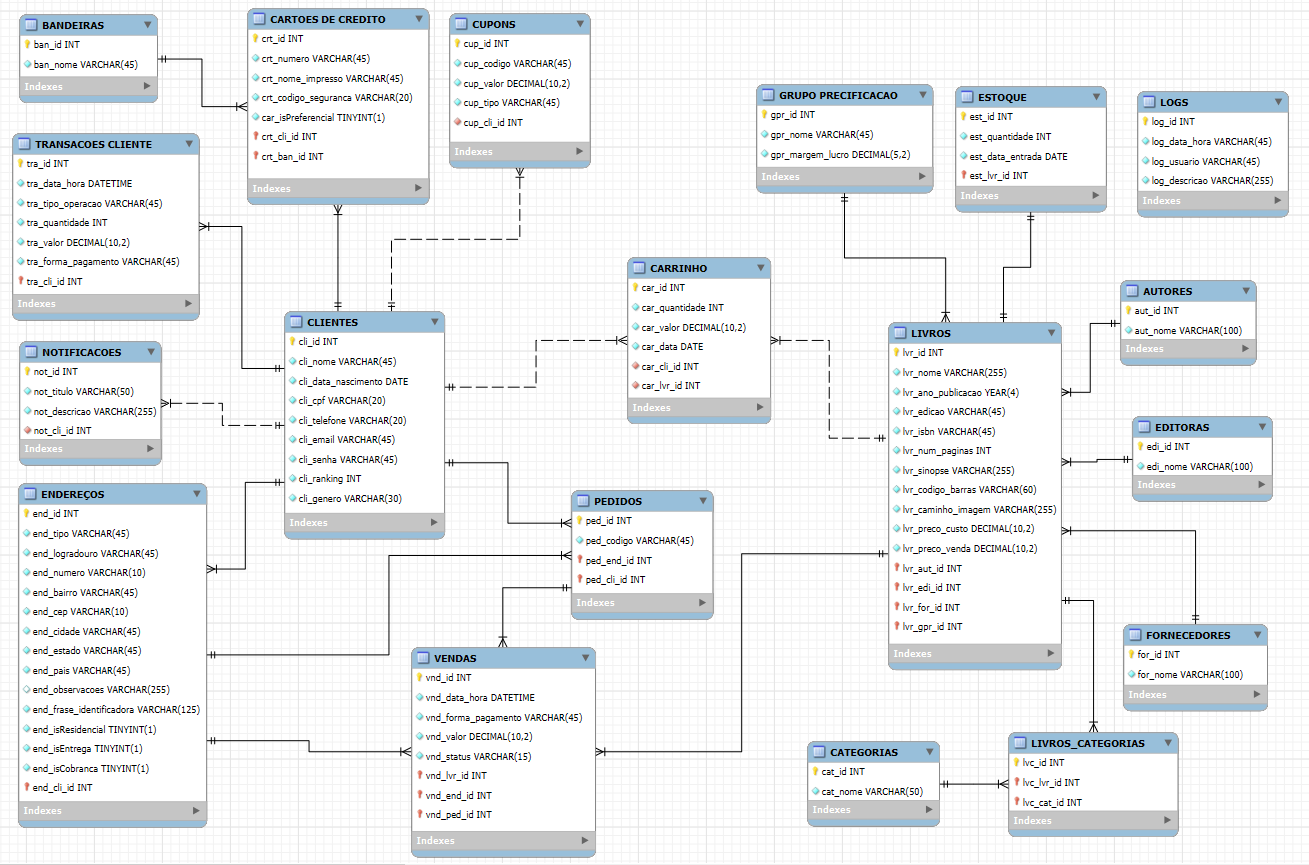 BANDEIRAS
ban_id INT
ban_nome VARCHAR(45)
Indexes
CARTOES DE CREDITO
crt_id INT
crt_numero VARCHAR(45)
crt_nome_impresso VARCHAR(45)
crt_codigo_seguranca VARCHAR(20)
car_isPreferencial TINYINT(1)
crt_cli_id INT
crt_ban_id INT
Indexes
CUPONS
cup_id INT
cup_codigo VARCHAR(45)
cup_valor DECIMAL(10,2)
cup_tipo VARCHAR(45)
cup_cli_id INT
Indexes
GRUPO PRECIFICACAO
gpr_id INT
gpr_nome VARCHAR(45)
gpr_margem_lucro DECIMAL(5,2)
Indexes
ESTOQUE
est_id INT
est_quantidade INT
est_data_entrada DATE
est_lvr_id INT
Indexes
LOGS
log_id INT
log_data_hora VARCHAR(45)
log_usuario VARCHAR(45)
log_descricao VARCHAR(255)
Indexes
TRANSACOES CLIENTE
tra_id INT
tra_data_hora DATETIME
tra_tipo_operacao VARCHAR(45)
tra_quantidade INT
tra_valor DECIMAL(10,2)
tra_forma_pagamento VARCHAR(45)
tra_cli_id INT
Indexes
CLIENTES
cli_id INT
cli_nome VARCHAR(45)
cli_data_nascimento DATE
cli_cpf VARCHAR(20)
cli_telefone VARCHAR(20)
cli_email VARCHAR(45)
cli_senha VARCHAR(45)
cli_ranking INT
cli_genero VARCHAR(30)
Indexes
CARRINHO
car_id INT
car_quantidade INT
car_valor DECIMAL(10,2)
car_data DATE
car_cli_id INT
car_lvr_id INT
Indexes
LIVROS
lvr_id INT
lvr_nome VARCHAR(255)
lvr_ano_publicacao YEAR(4)
lvr_edicao VARCHAR(45)
lvr_isbn VARCHAR(45)
lvr_num_paginas INT
lvr_sinopse VARCHAR(255)
lvr_codigo_barras VARCHAR(60)
lvr_caminho_imagem VARCHAR(255)
lvr_preco_custo DECIMAL(10,2)
lvr_preco_venda DECIMAL(10,2)
lvr_aut_id INT
lvr_edi_id INT
lvr_for_id INT
lvr_gpr_id INT
Indexes
AUTORES
aut_id INT
aut_nome VARCHAR(100)
Indexes
NOTIFICACOES
not_id INT
not_titulo VARCHAR(50)
not_descricao VARCHAR(255)
not_cli_id INT
Indexes
EDITORAS
edi_id INT
edi_nome VARCHAR(100)
Indexes
ENDEREÇOS
end_id INT
end_tipo VARCHAR(45)
end_logradouro VARCHAR(45)
end_numero VARCHAR(10)
end_bairro VARCHAR(45)
end_cep VARCHAR(10)
end_cidade VARCHAR(45)
end_estado VARCHAR(45)
end_pais VARCHAR(45)
end_observacoes VARCHAR(255)
end_frase_identificadora VARCHAR(125)
end_isResidencial TINYINT(1)
end_isEntrega TINYINT(1)
end_isCobranca TINYINT(1)
end_cli_id INT
Indexes
PEDIDOS
ped_id INT
ped_codigo VARCHAR(45)
ped_end_id INT
ped_cli_id INT
Indexes
VENDAS
vnd_id INT
vnd_data_hora DATETIME
vnd_forma_pagamento VARCHAR(45)
vnd_valor DECIMAL(10,2)
vnd_status VARCHAR(15)
vnd_lvr_id INT
vnd_end_id INT
vnd_ped_id INT
Indexes
FORNECEDORES
for_id INT
for_nome VARCHAR(100)
Indexes
CATEGORIAS
cat_id INT
cat_nome VARCHAR(50)
Indexes
LIVROS_CATEGORIAS
lvc_id INT
lvc_lvr_id INT
lvc_cat_id INT
Indexes